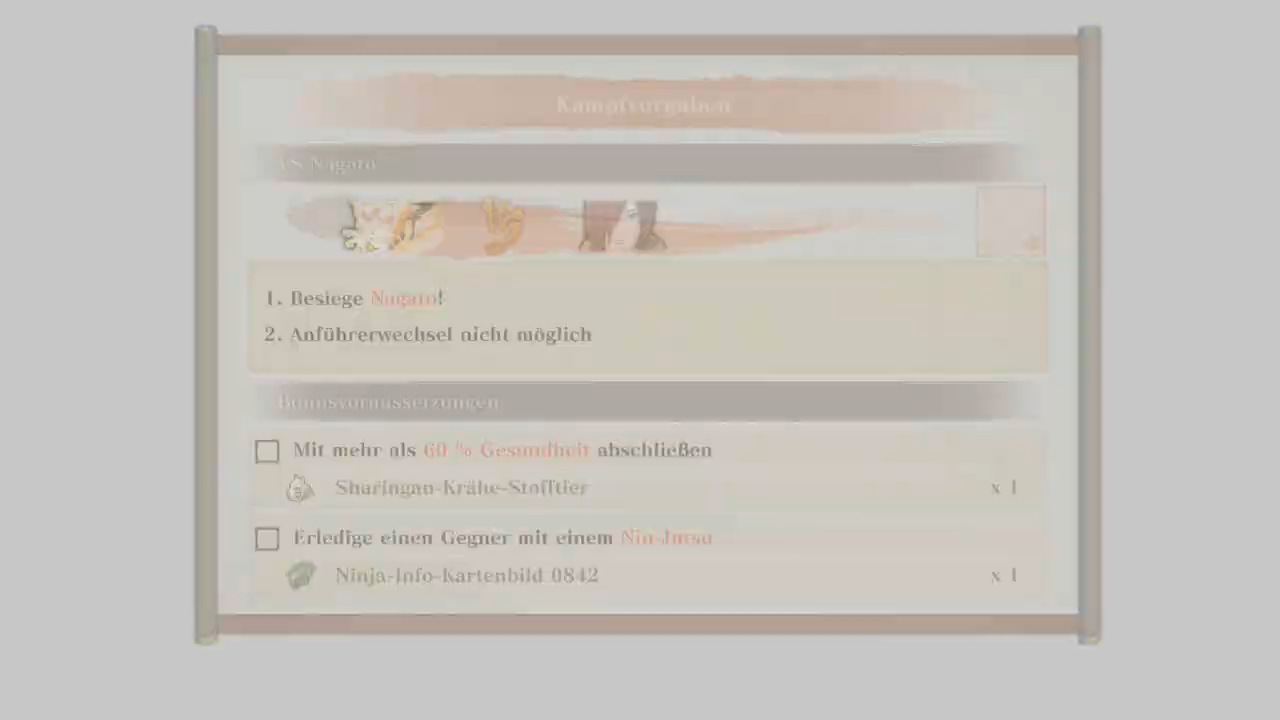 Kampfvorgaben
VS Nagato
1. Besiege Nagato!
2. Anführerwechsel nicht möglich
Bonusvoraussetzungen
Mit mehr als 60 % Gesundheit abschließen
Sharingan-Krähe-Stofftier x 1
Erledige einen Gegner mit einem Nin-Jutsu
Ninja-Info-Kartenbild 0842 x 1